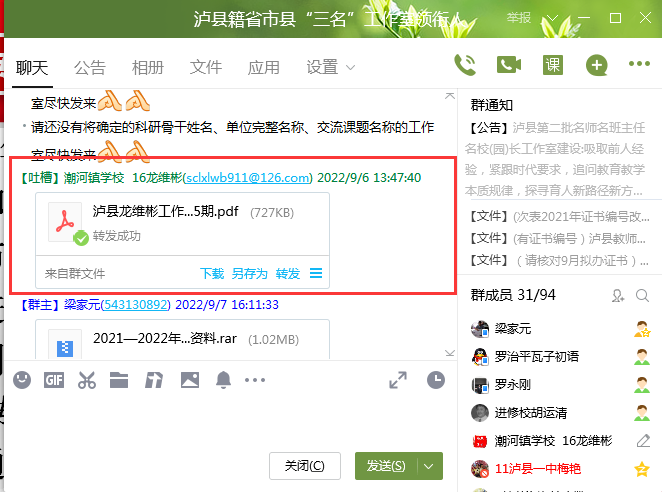 泸县籍省市县“三名”工作室领衔人
举报
聊天 公告 相册 文件 应用 设置
课
室尽快发来
请还没有将确定的科研骨干姓名、单位完整名称、交流课题名称的工作
室尽快发来
【吐槽】潮河镇学校 16龙维彬(sclxlwb911@126.com) 2022/9/6 13:47:40
泸县龙维彬工作...5期.pdf (727KB)
转发成功
来自群文件 下载 另存为 转发
【群主】梁家元(543130892) 2022/9/7 16:11:33
2021—2022年...资料.rar (1.02MB)
GIF
关闭(C) 发送(S)
群通知
【公告】泸县第二批名师名班主任
名校(园)长工作室建设:吸取前人经
验，紧跟时代要求，追问教育教学
本质规律，探寻育人新路径新方...
【文件】(次表2021年证书编号改...
【文件】(有证书编号）泸县教师...
【文件】（请核对9月拟办证书）...
群成员 31/94
梁家元
罗治平瓦子初语
罗永刚
进修校胡运清
潮河镇学校 16龙维彬
11泸县一中梅艳